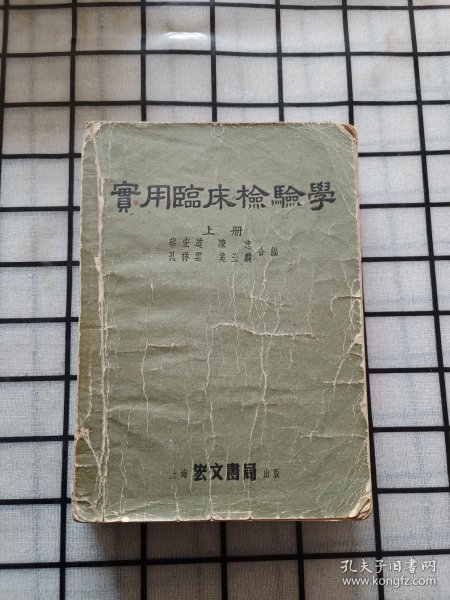 實用臨床檢驗學
上册
蔡宏道 陳忠
孔祥雲 吳玉驎 合編
上海 宏文書局 出版
孔夫子旧书网
www.kongfz.com